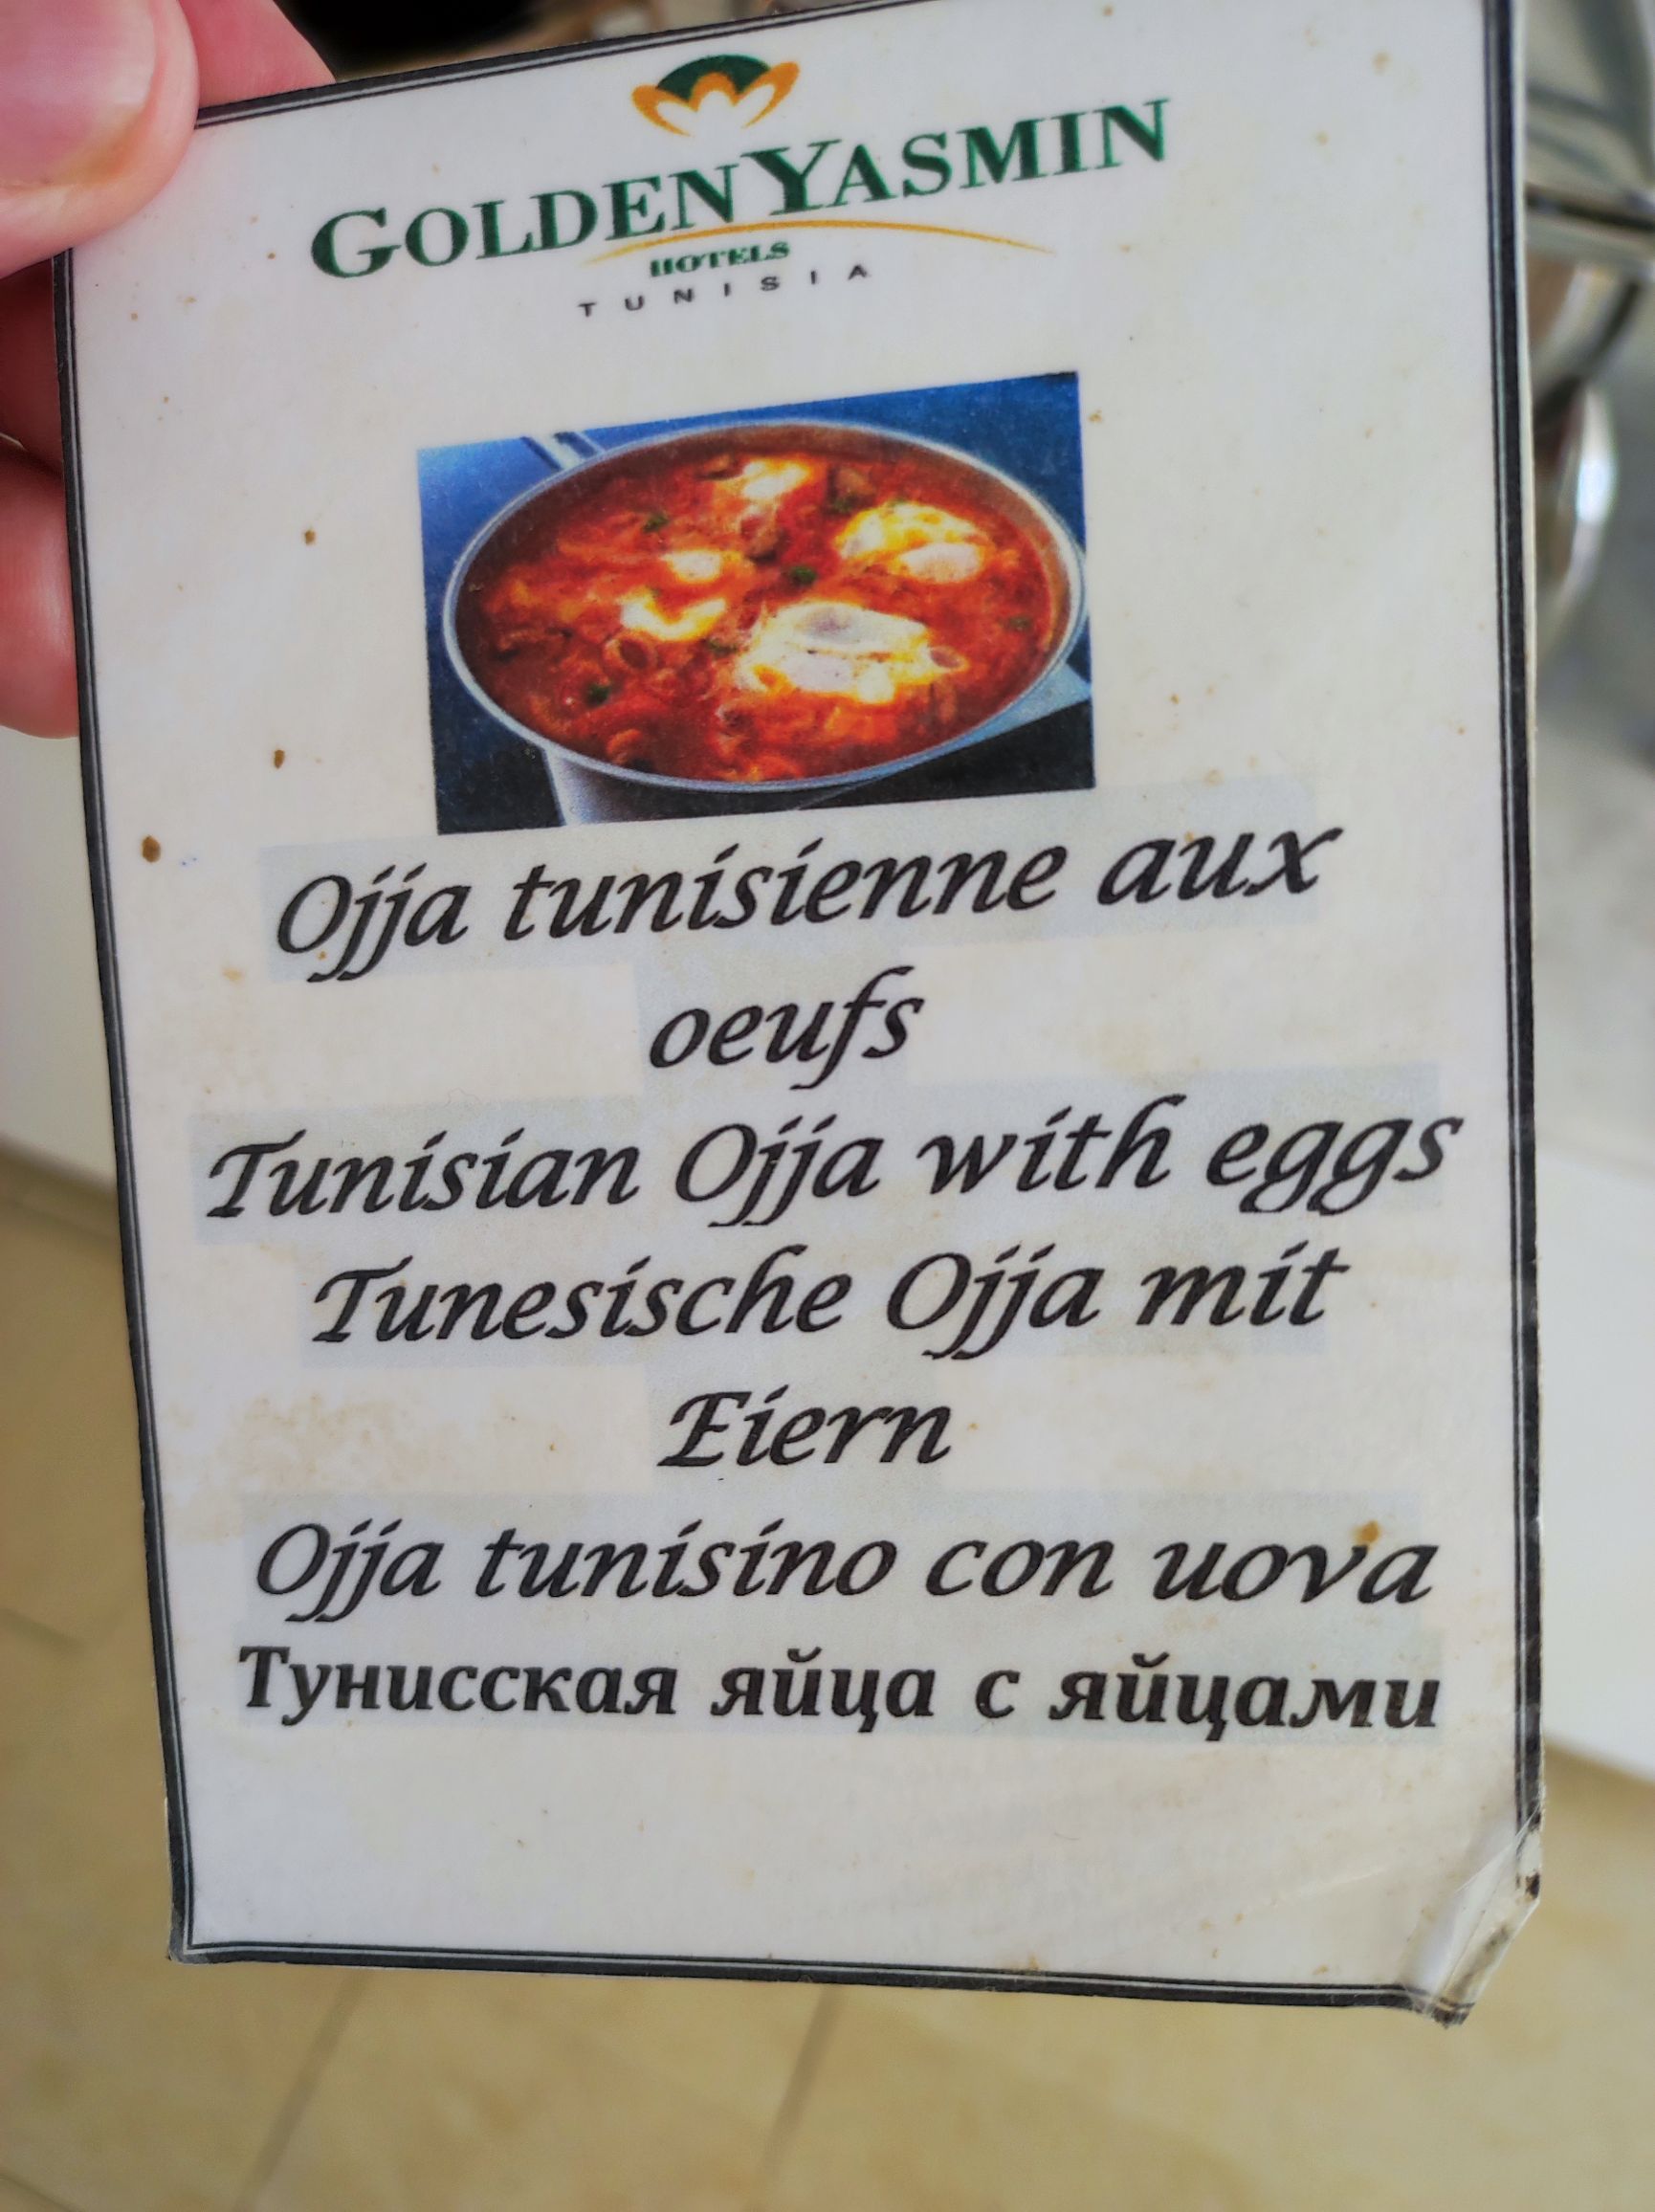 GOLDEN YASMIN
HOTELS
TUNISIA
Ojja tunisienne aux
oeufs
Tunisian Ojja with eggs
Tunesische Ojja mit
Eiern
Ojja tunisino con uova
Тунисская яйца с яйцами